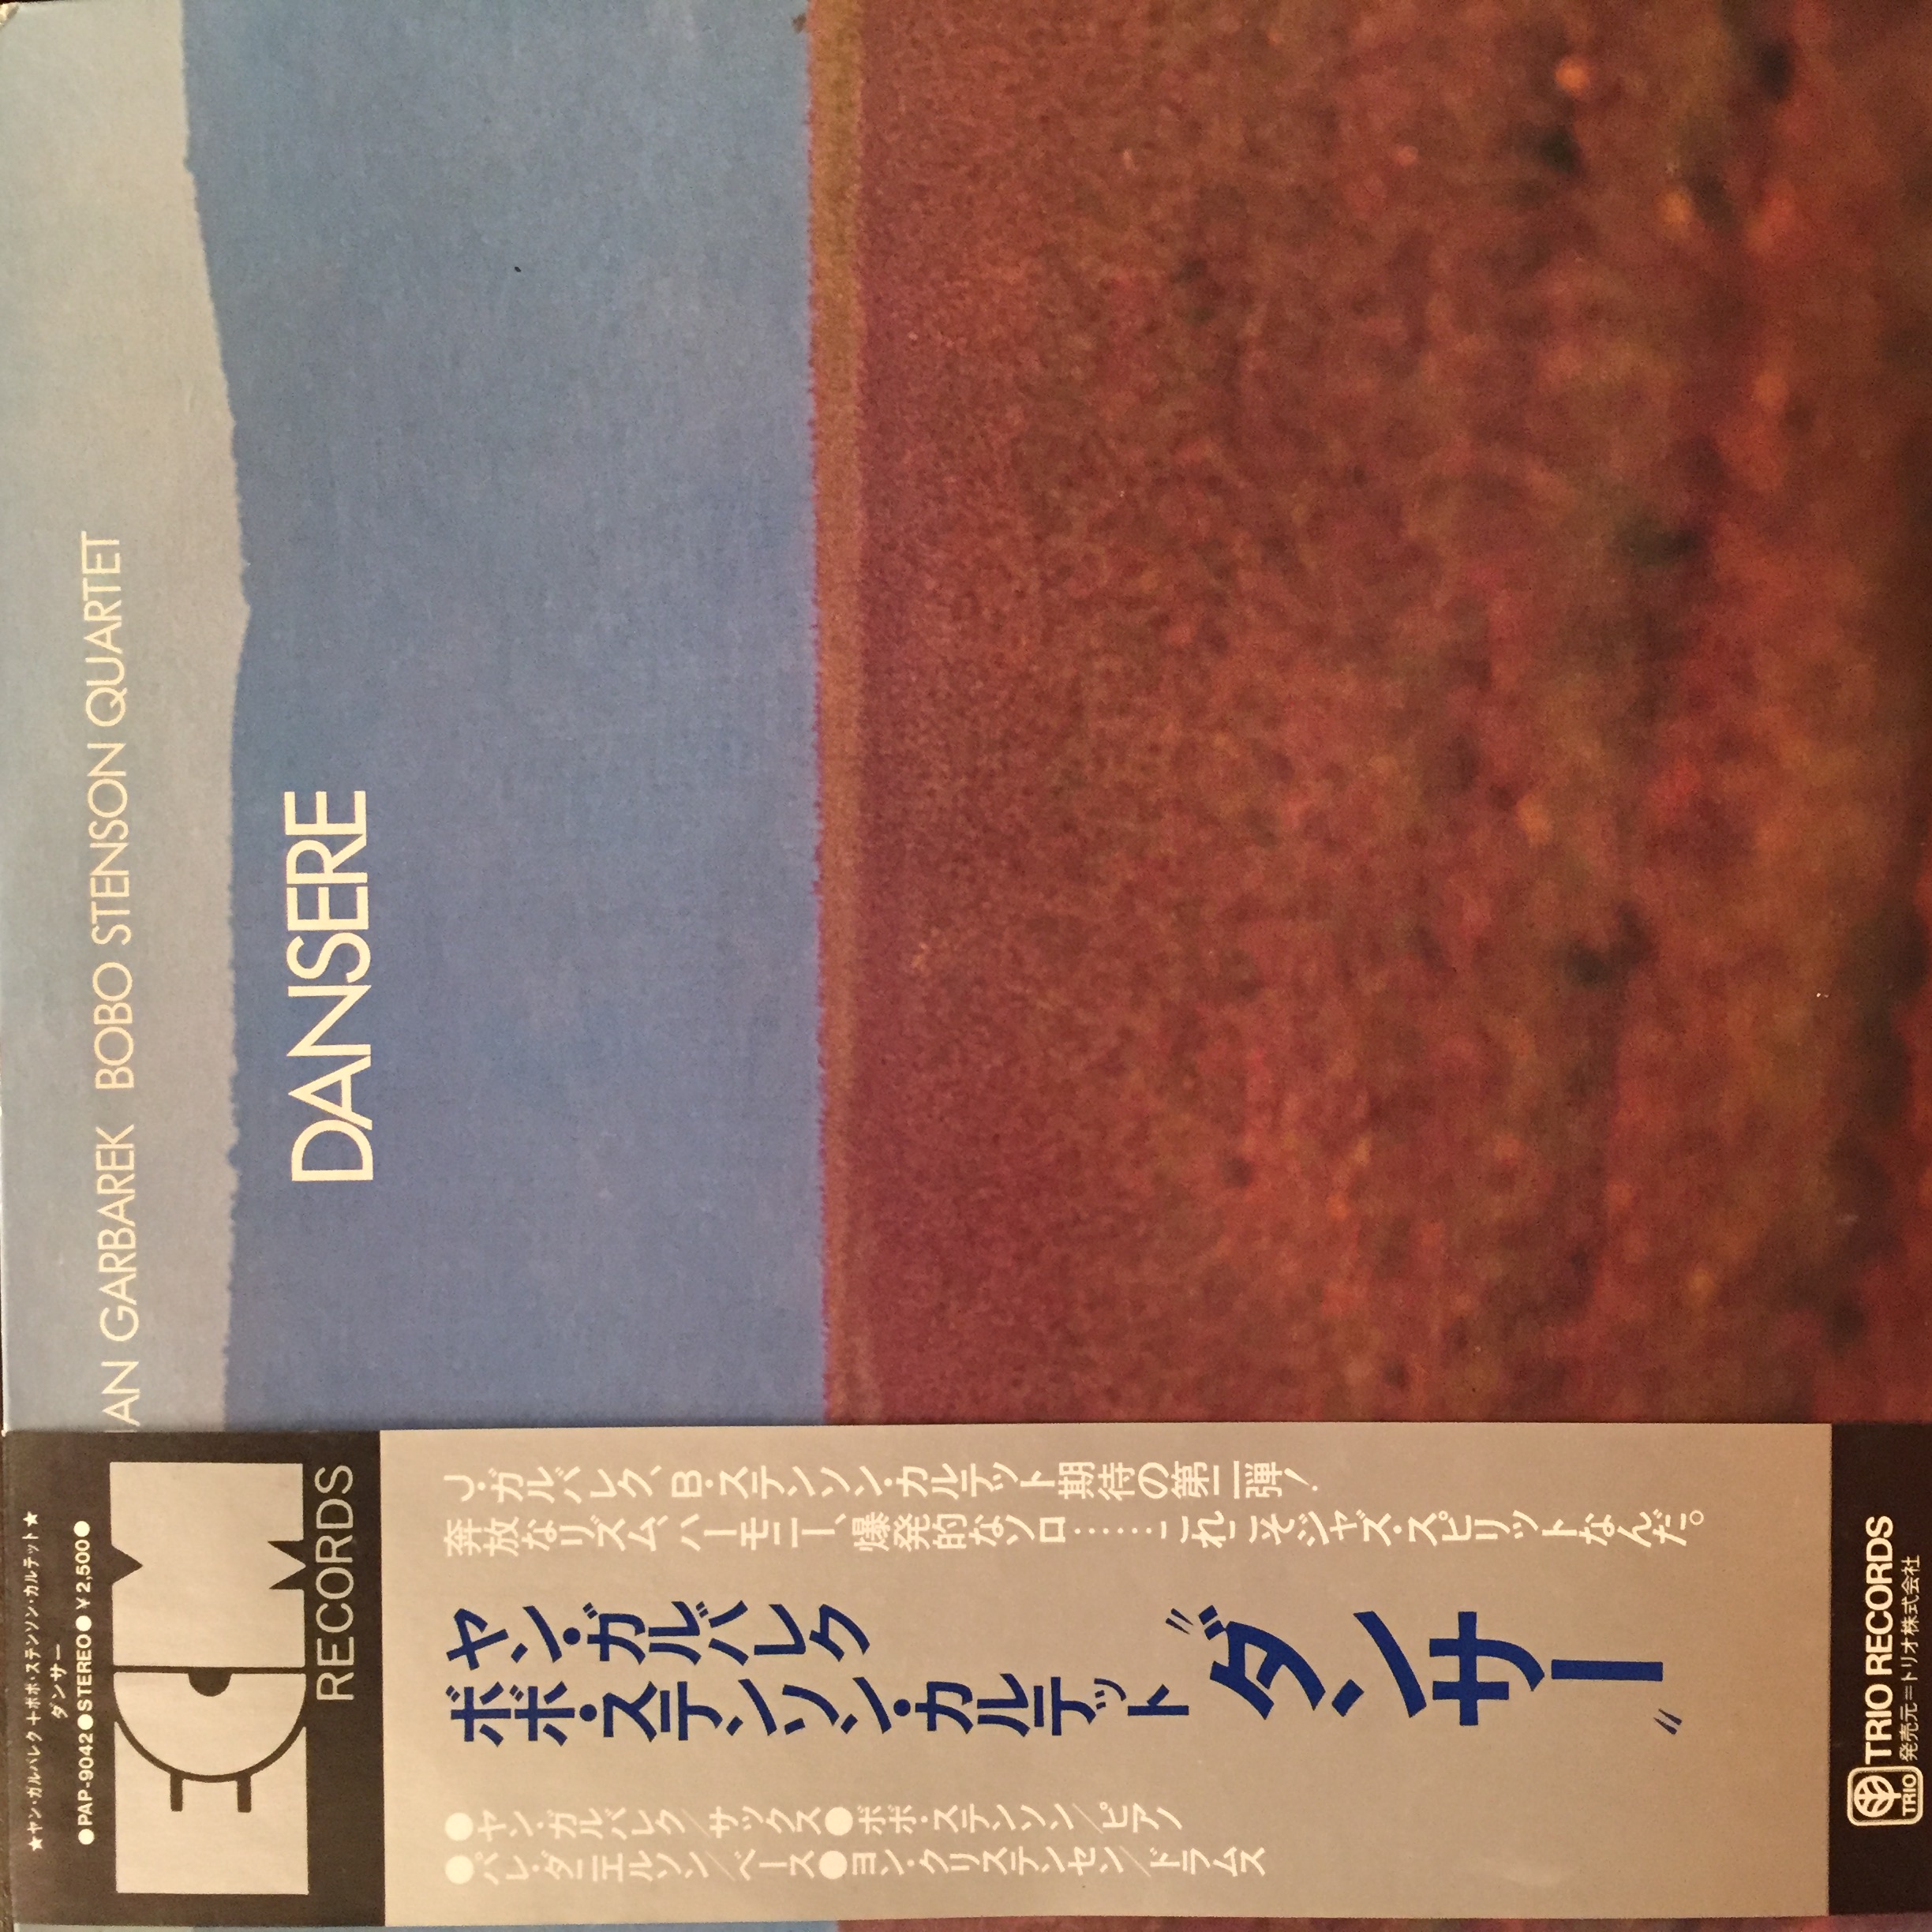 AN GARBAREK BOBO STENSON QUARTET
DANSERE
★ヤン・ガルバレク+ボボ・ステンソン・カルテット★
ダンサー
●PAP-9042●STEREO●¥2,500●
ECM
RECORDS
J・ガルバレク、B・ステンソン・カルテット期待の第二弾!
奔放なリズム、ハーモニー、爆発的なソロ……これこそジャズ・スピリットなんだ。
ヤン・ガルバレク
ボボ・ステンソン・カルテット
〝ダンサー〟
●ヤン・ガルバレク/サックス●ボボ・ステンソン/ピアノ
●パレ・ダニエルソン/ベース●ヨン・クリステンセン/ドラムス
TRIO
TRIO RECORDS
発売元=トリオ株式会社